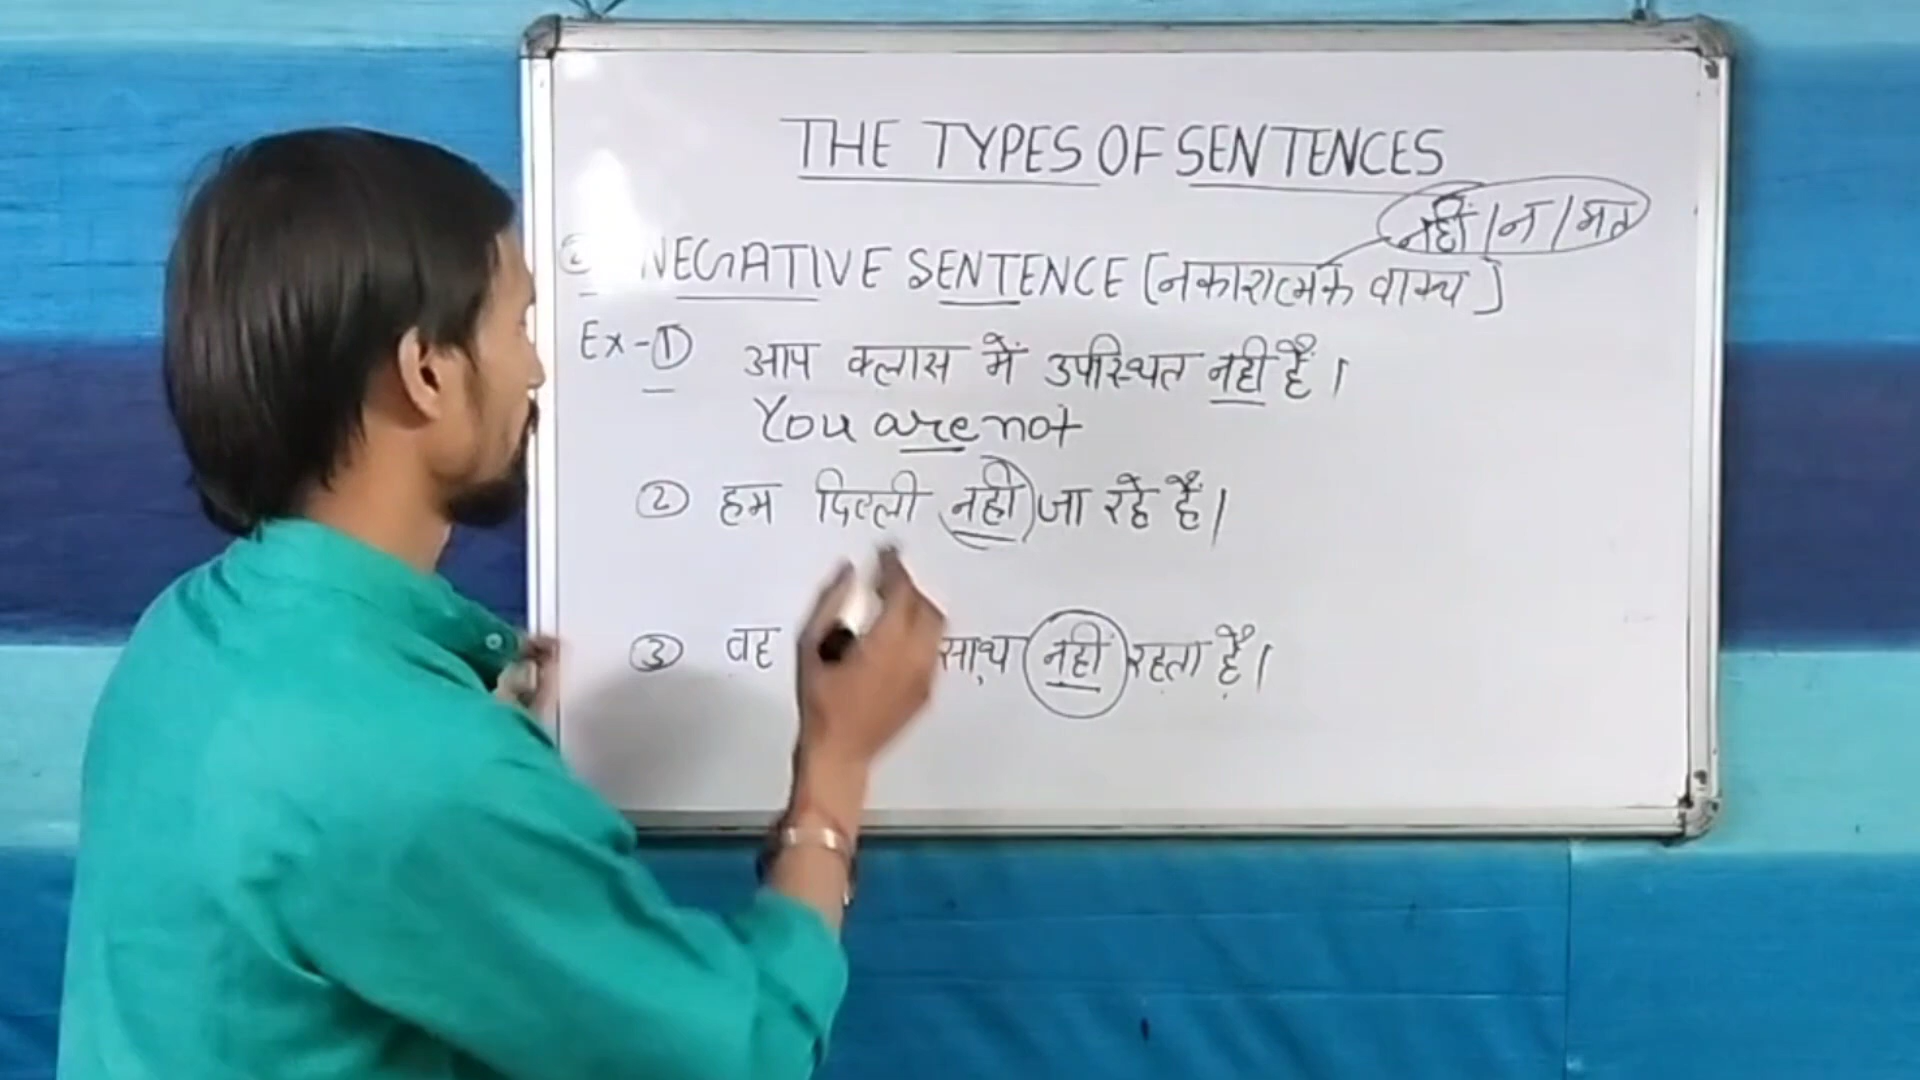 THE TYPES OF SENTENCES
नहीं / न / मत
② NEGATIVE SENTENCE [नकारात्मक वाक्य]
Ex-① आप क्लास में उपस्थित नही हैं।
You are not
② हम दिल्ली नही जा रहे हैं।
③ वह साथ नहीं रहता है।